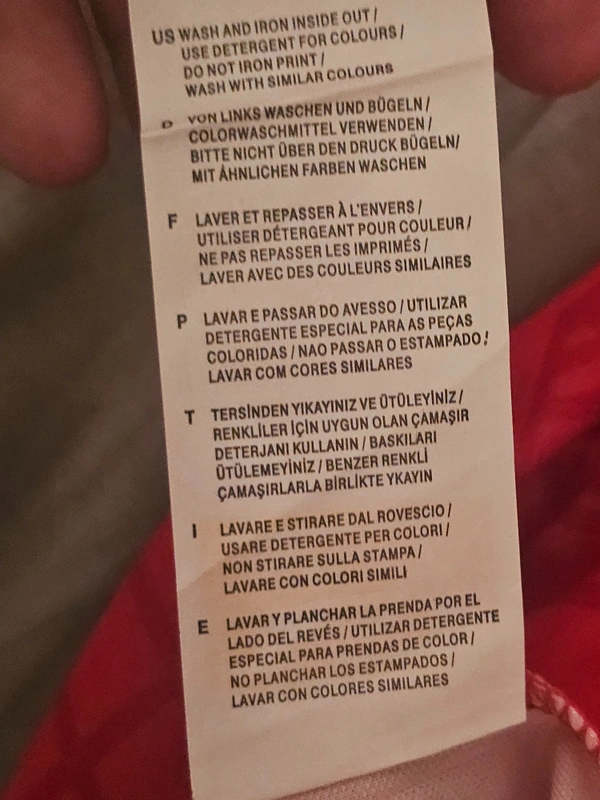 US WASH AND IRON INSIDE OUT /
USE DETERGENT FOR COLOURS /
DO NOT IRON PRINT /
WASH WITH SIMILAR COLOURS
D VON LINKS WASCHEN UND BÜGELN /
COLORWASCHMITTEL VERWENDEN /
BITTE NICHT ÜBER DEN DRUCK BÜGELN/
MIT ÄHNLICHEN FARBEN WASCHEN
F LAVER ET REPASSER À L'ENVERS /
UTILISER DÉTERGEANT POUR COULEUR /
NE PAS REPASSER LES IMPRIMÉS /
LAVER AVEC DES COULEURS SIMILAIRES
P LAVAR E PASSAR DO AVESSO / UTILIZAR
DETERGENTE ESPECIAL PARA AS PEÇAS
COLORIDAS / NAO PASSAR O ESTAMPADO /
LAVAR COM CORES SIMILARES
T TERSİNDEN YIKAYINIZ VE ÜTÜLEYİNİZ /
RENKLİLER İÇİN UYGUN OLAN ÇAMAŞIR
DETERJANI KULLANIN / BASKILARI
ÜTÜLEMEYİNİZ / BENZER RENKLİ
ÇAMAŞIRLARLA BİRLİKTE YKAYIN
I LAVARE E STIRARE DAL ROVESCIO /
USARE DETERGENTE PER COLORI /
NON STIRARE SULLA STAMPA /
LAVARE CON COLORI SIMILI
E LAVAR Y PLANCHAR LA PRENDA POR EL
LADO DEL REVÉS / UTILIZAR DETERGENTE
ESPECIAL PARA PRENDAS DE COLOR /
NO PLANCHAR LOS ESTAMPADOS /
LAVAR CON COLORES SIMILARES